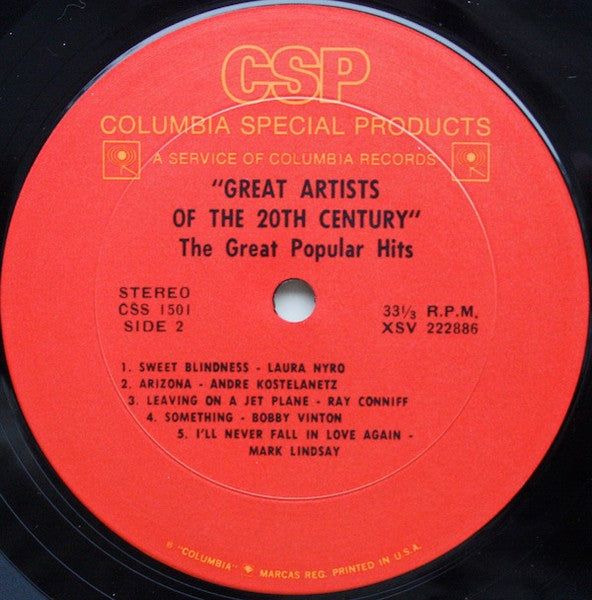 CSP
COLUMBIA SPECIAL PRODUCTS
A SERVICE OF COLUMBIA RECORDS
"GREAT ARTISTS
OF THE 20TH CENTURY"
The Great Popular Hits
STEREO
CSS 1501
SIDE 2
33⅓ R.P.M.
XSV 222886
1. SWEET BLINDNESS - LAURA NYRO
2. ARIZONA - ANDRE KOSTELANETZ
3. LEAVING ON A JET PLANE - RAY CONNIFF
4. SOMETHING - BOBBY VINTON
5. I'LL NEVER FALL IN LOVE AGAIN -
MARK LINDSAY
® "COLUMBIA" MARCAS REG. PRINTED IN U.S.A.